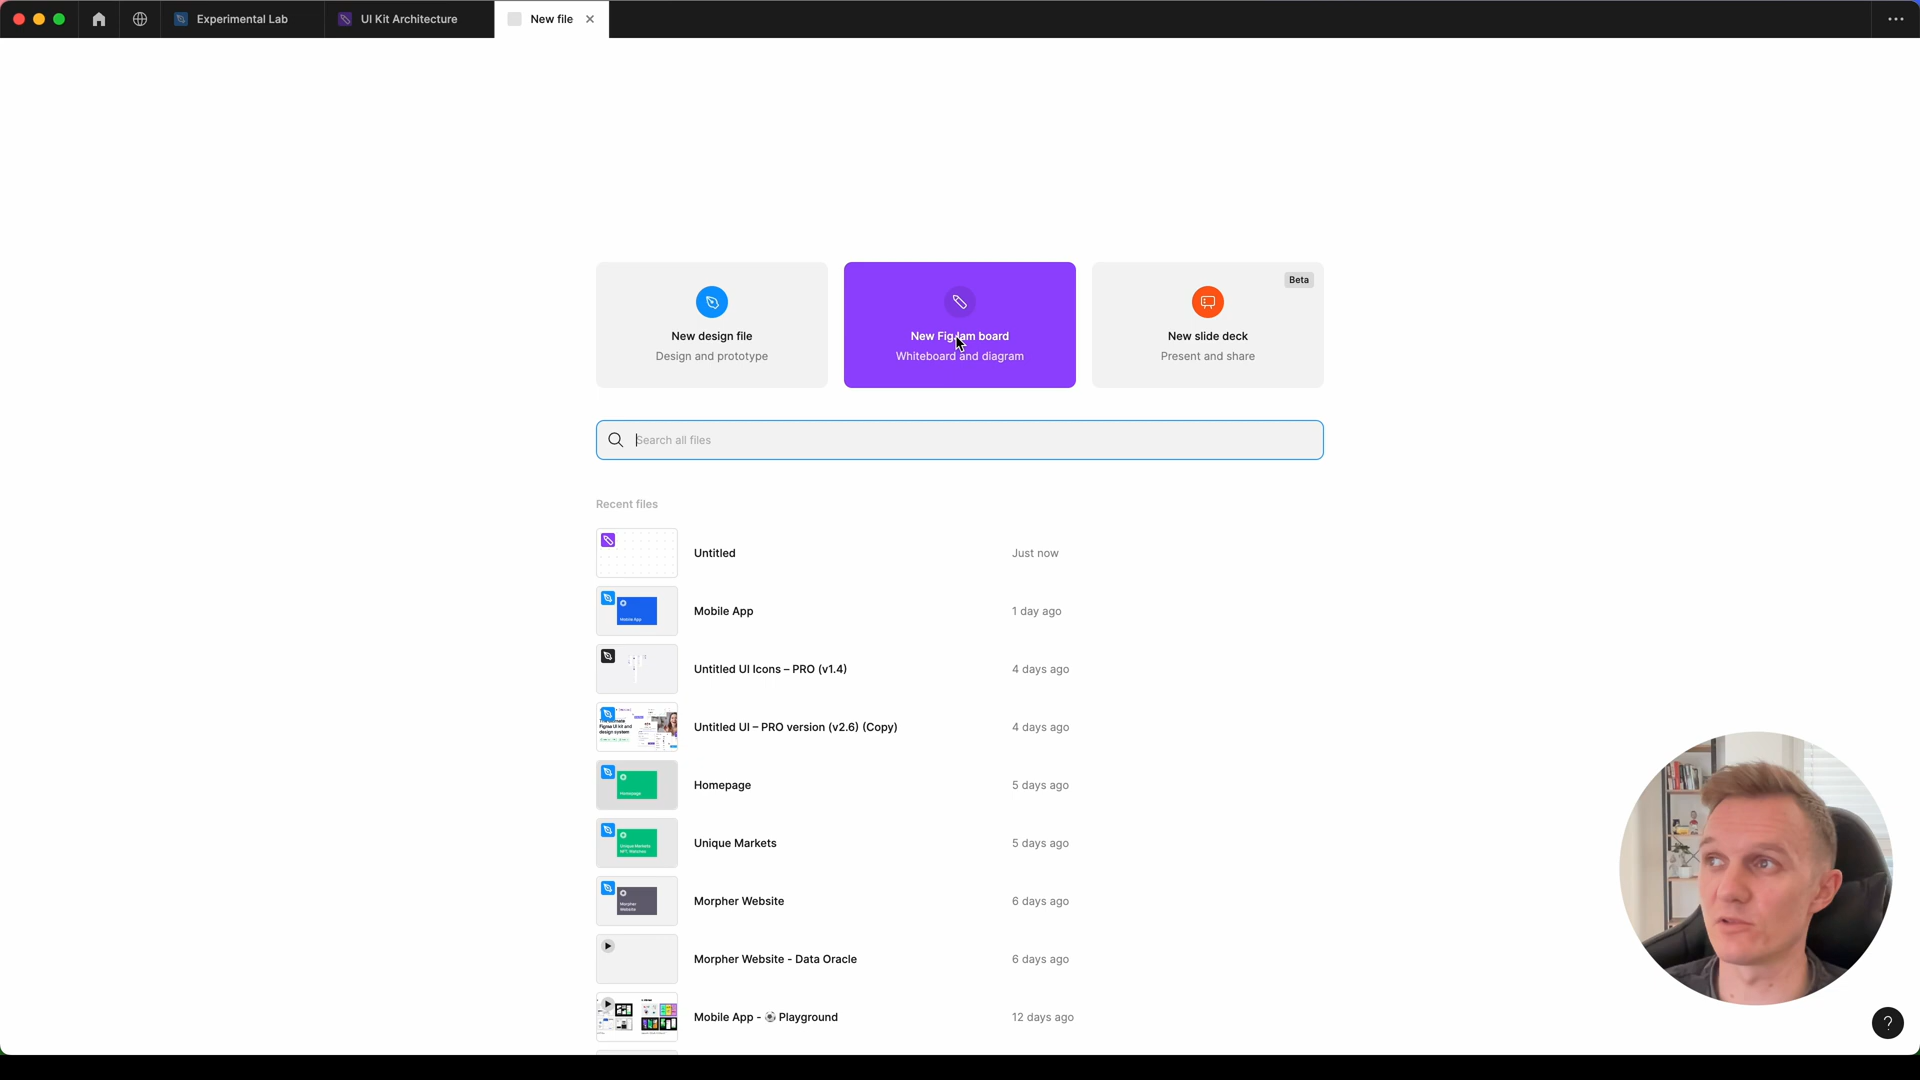 Experimental Lab
UI Kit Architecture
New file
New design file
Design and prototype
New FigJam board
Whiteboard and diagram
Beta
New slide deck
Present and share
Search all files
Recent files
Untitled
Just now
Mobile App
1 day ago
Untitled UI Icons – PRO (v1.4)
4 days ago
Untitled UI – PRO version (v2.6) (Copy)
4 days ago
Homepage
5 days ago
Unique Markets
5 days ago
Morpher Website
6 days ago
Morpher Website - Data Oracle
6 days ago
Mobile App - ⚽ Playground
12 days ago
?